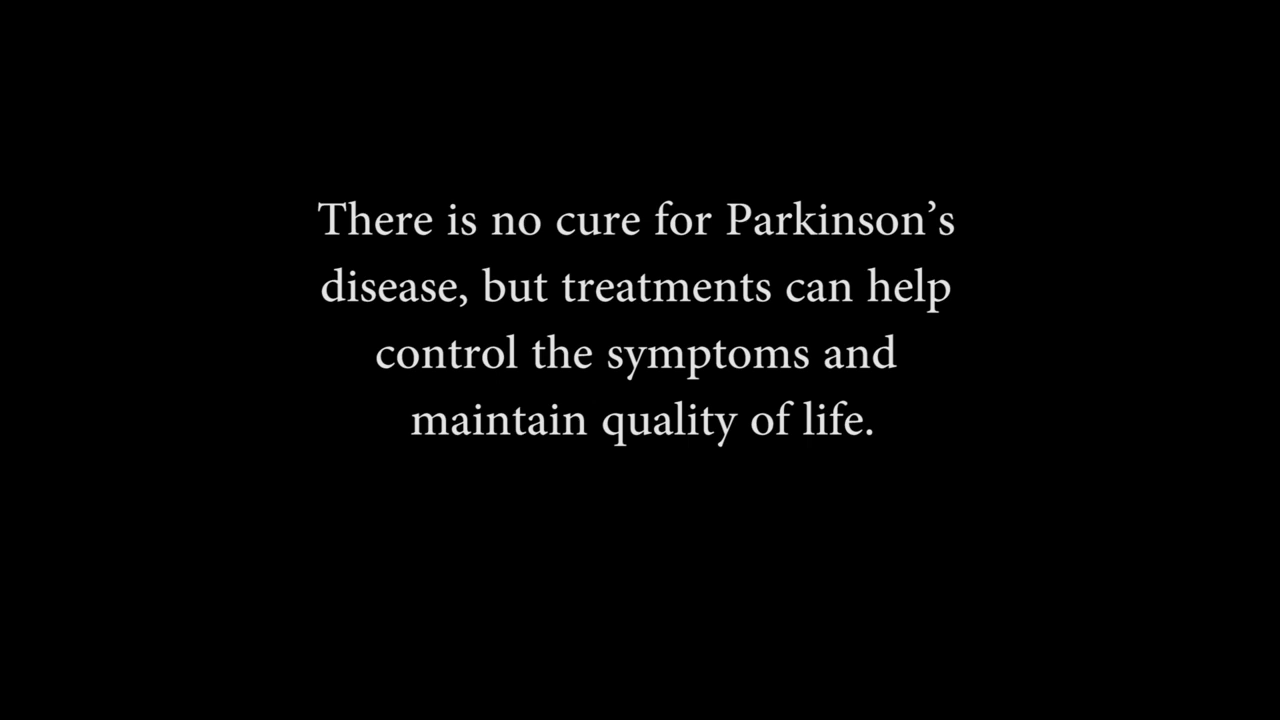 There is no cure for Parkinson’s
disease, but treatments can help
control the symptoms and
maintain quality of life.